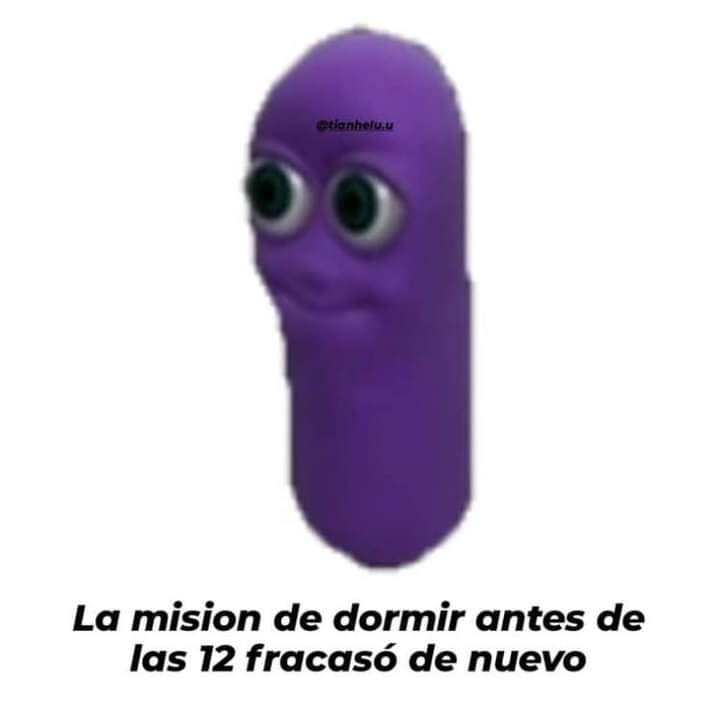 @tianhelu.u
La mision de dormir antes de
las 12 fracasó de nuevo